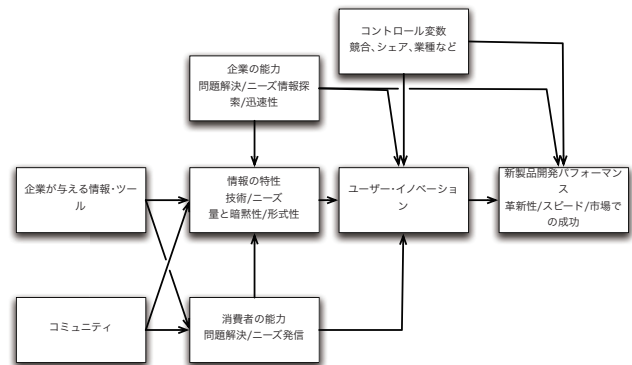 コントロール変数
競合、シェア、業種など
企業の能力
問題解決/ニーズ情報探
索/迅速性
企業が与える情報・ツー
ル
情報の特性
技術/ニーズ
量と暗黙性/形式性
ユーザー・イノベーショ
ン
新製品開発パフォーマン
ス
革新性/スピード/市場で
の成功
コミュニティ
消費者の能力
問題解決/ニーズ発信